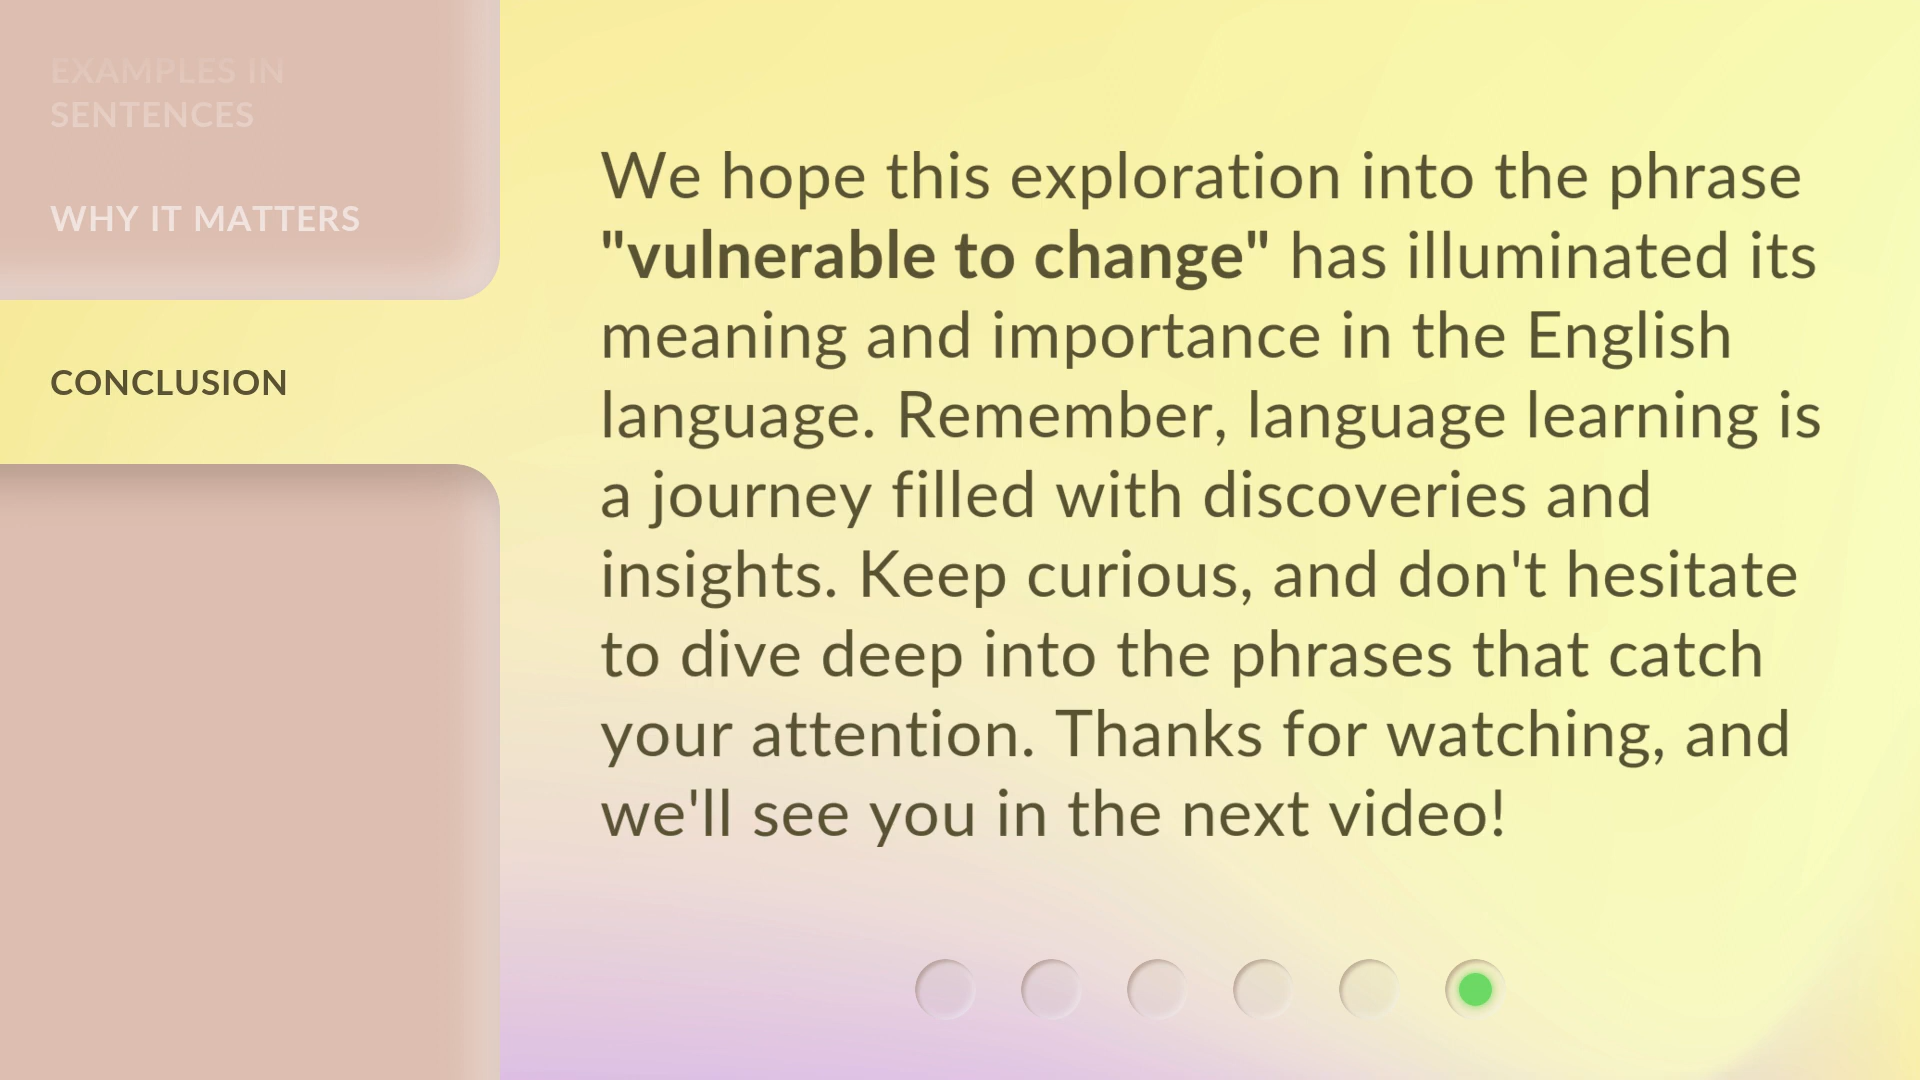 EXAMPLES IN
SENTENCES
WHY IT MATTERS
CONCLUSION
We hope this exploration into the phrase
"vulnerable to change" has illuminated its
meaning and importance in the English
language. Remember, language learning is
a journey filled with discoveries and
insights. Keep curious, and don't hesitate
to dive deep into the phrases that catch
your attention. Thanks for watching, and
we'll see you in the next video!